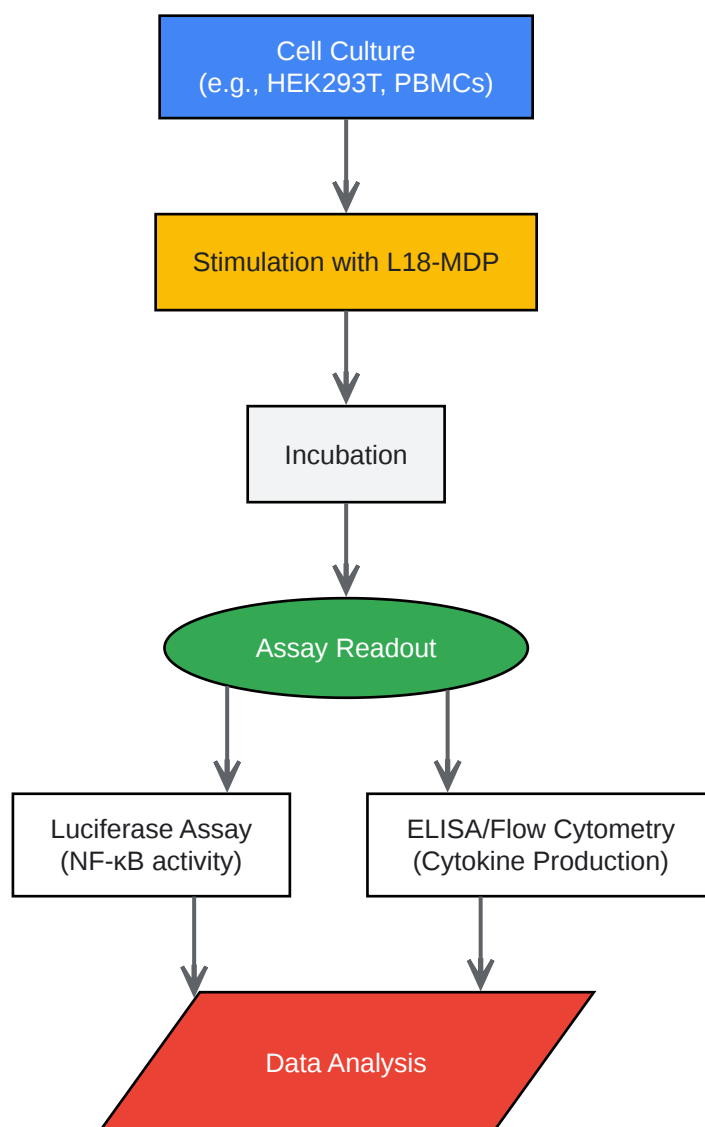 Cell Culture
(e.g., HEK293T, PBMCs)
Stimulation with L18-MDP
Incubation
Assay Readout
Luciferase Assay
(NF-κB activity)
ELISA/Flow Cytometry
(Cytokine Production)
Data Analysis